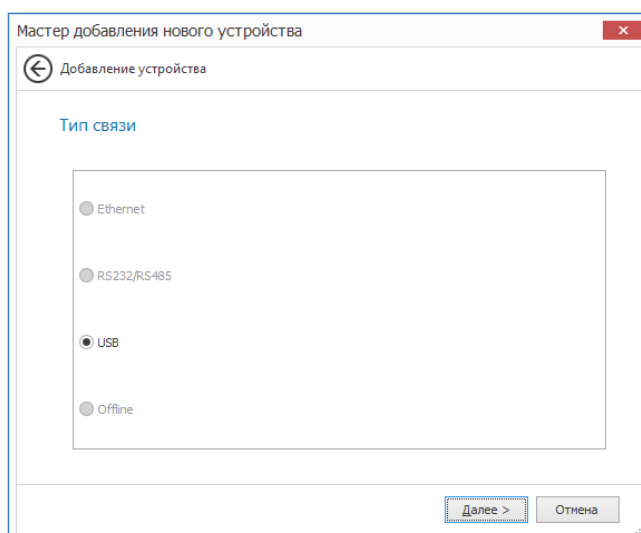 Мастер добавления нового устройства
Добавление устройства
Тип связи
Ethernet
RS232/RS485
USB
Offline
Далее >
Отмена